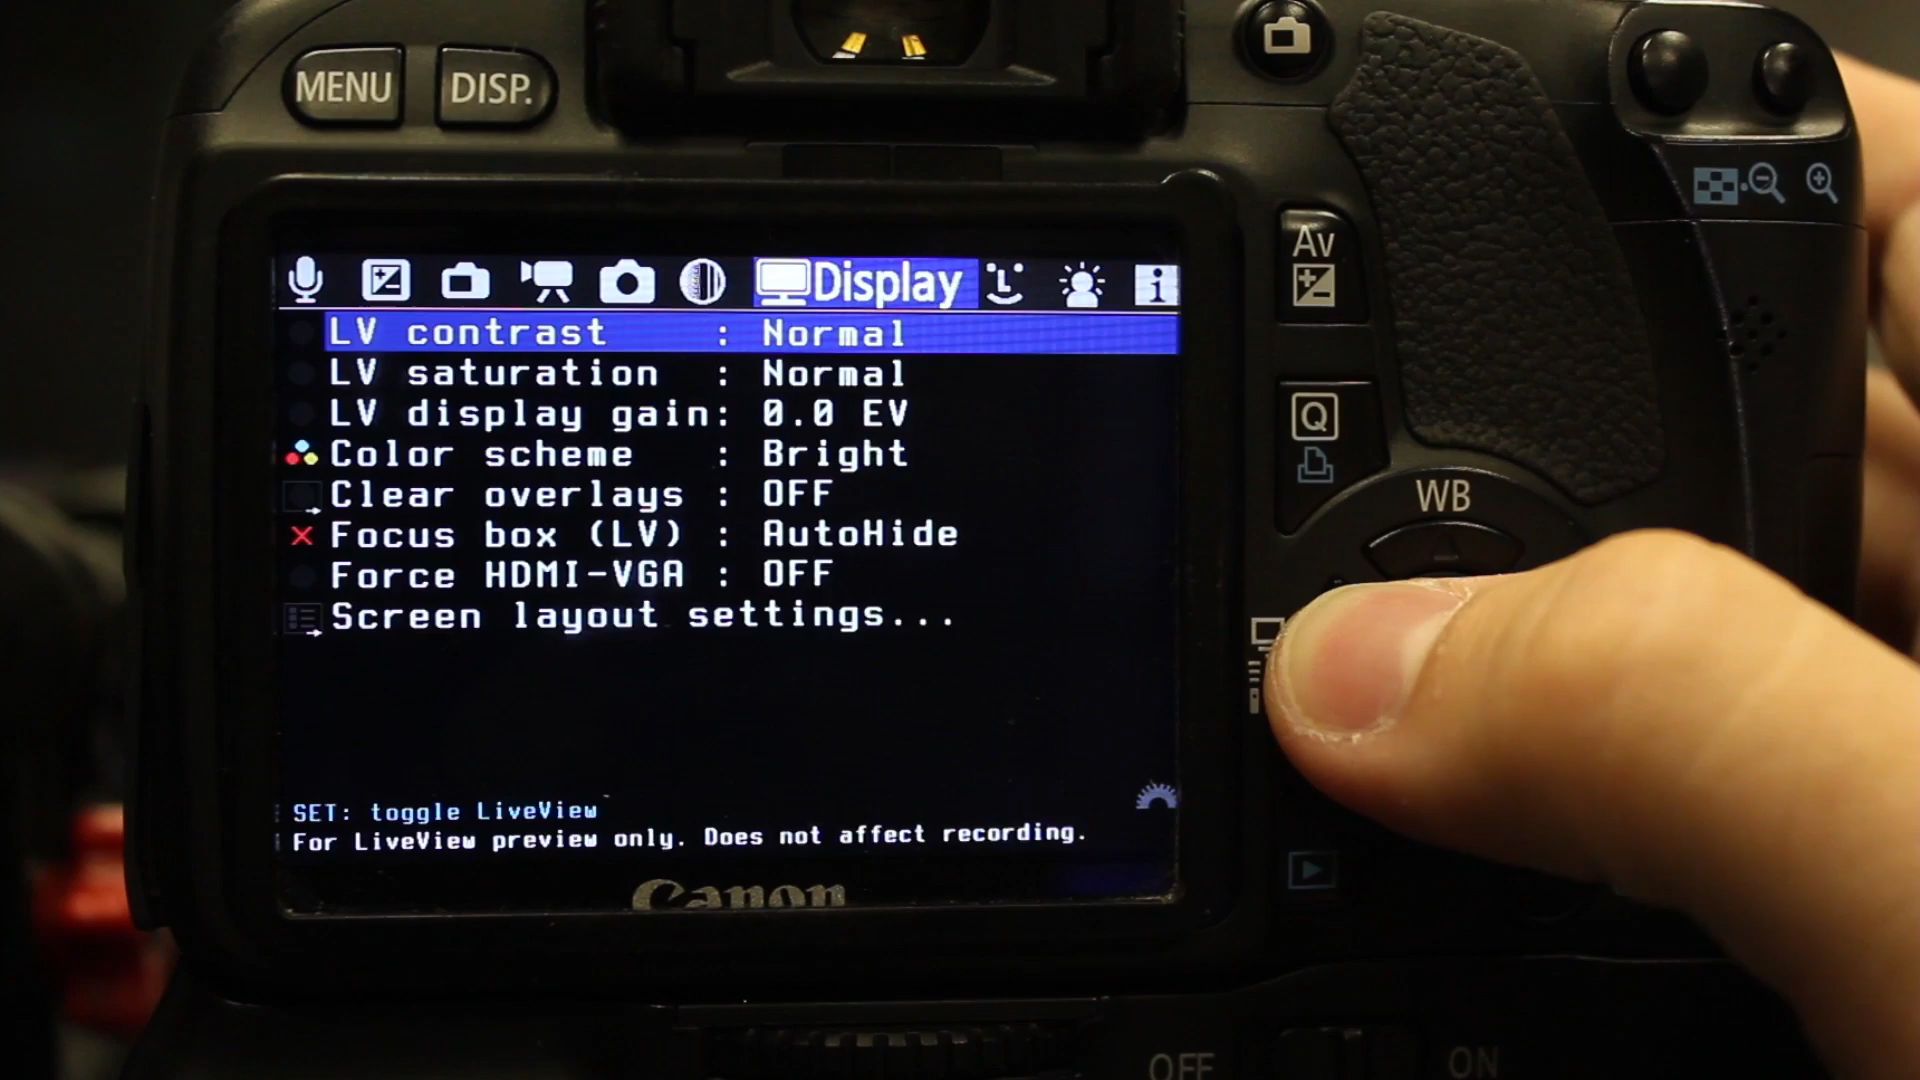 MENU DISP.
Display
LV contrast : Normal
LV saturation : Normal
LV display gain: 0.0 EV
Color scheme : Bright
Clear overlays : OFF
Focus box (LV) : AutoHide
Force HDMI-VGA : OFF
Screen layout settings...
SET: toggle LiveView
For LiveView preview only. Does not affect recording.
Canon
Av
Q
WB
OFF ON